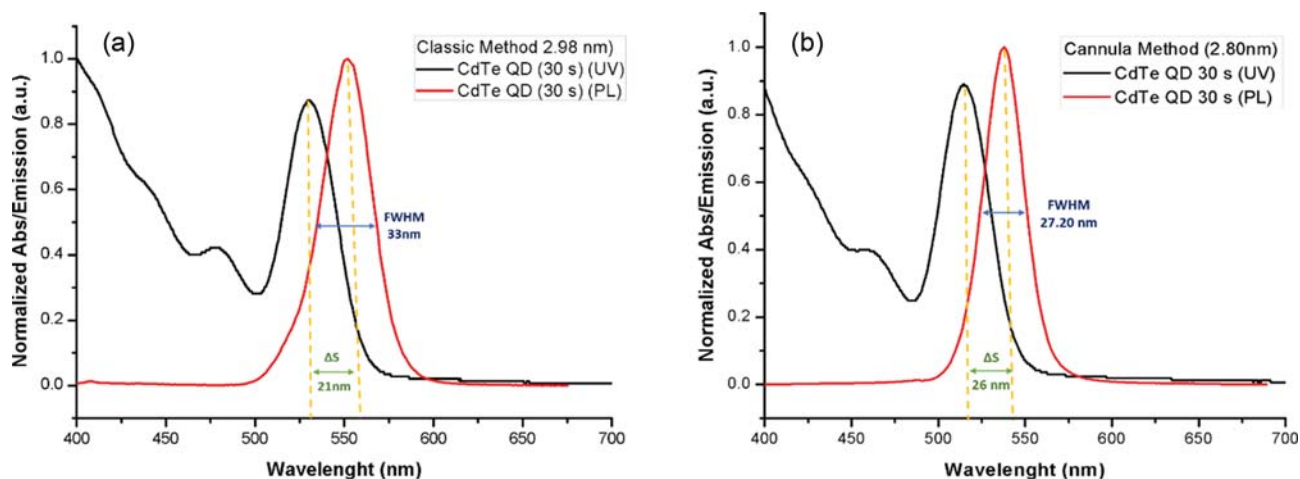 (a)
Classic Method 2.98 nm)
CdTe QD (30 s) (UV)
CdTe QD (30 s) (PL)
Normalized Abs/Emission (a.u.)
1.0
0.8
0.6
0.4
0.2
0.0
FWHM
33nm
ΔS
21nm
400 450 500 550 600 650 700
Wavelenght (nm)
(b)
Cannula Method (2.80nm)
CdTe QD 30 s (UV)
CdTe QD 30 s (PL)
Normalized Abs/Emission (a.u.)
1.0
0.8
0.6
0.4
0.2
0.0
FWHM
27.20 nm
ΔS
26 nm
400 450 500 550 600 650 700
Wavelenght (nm)